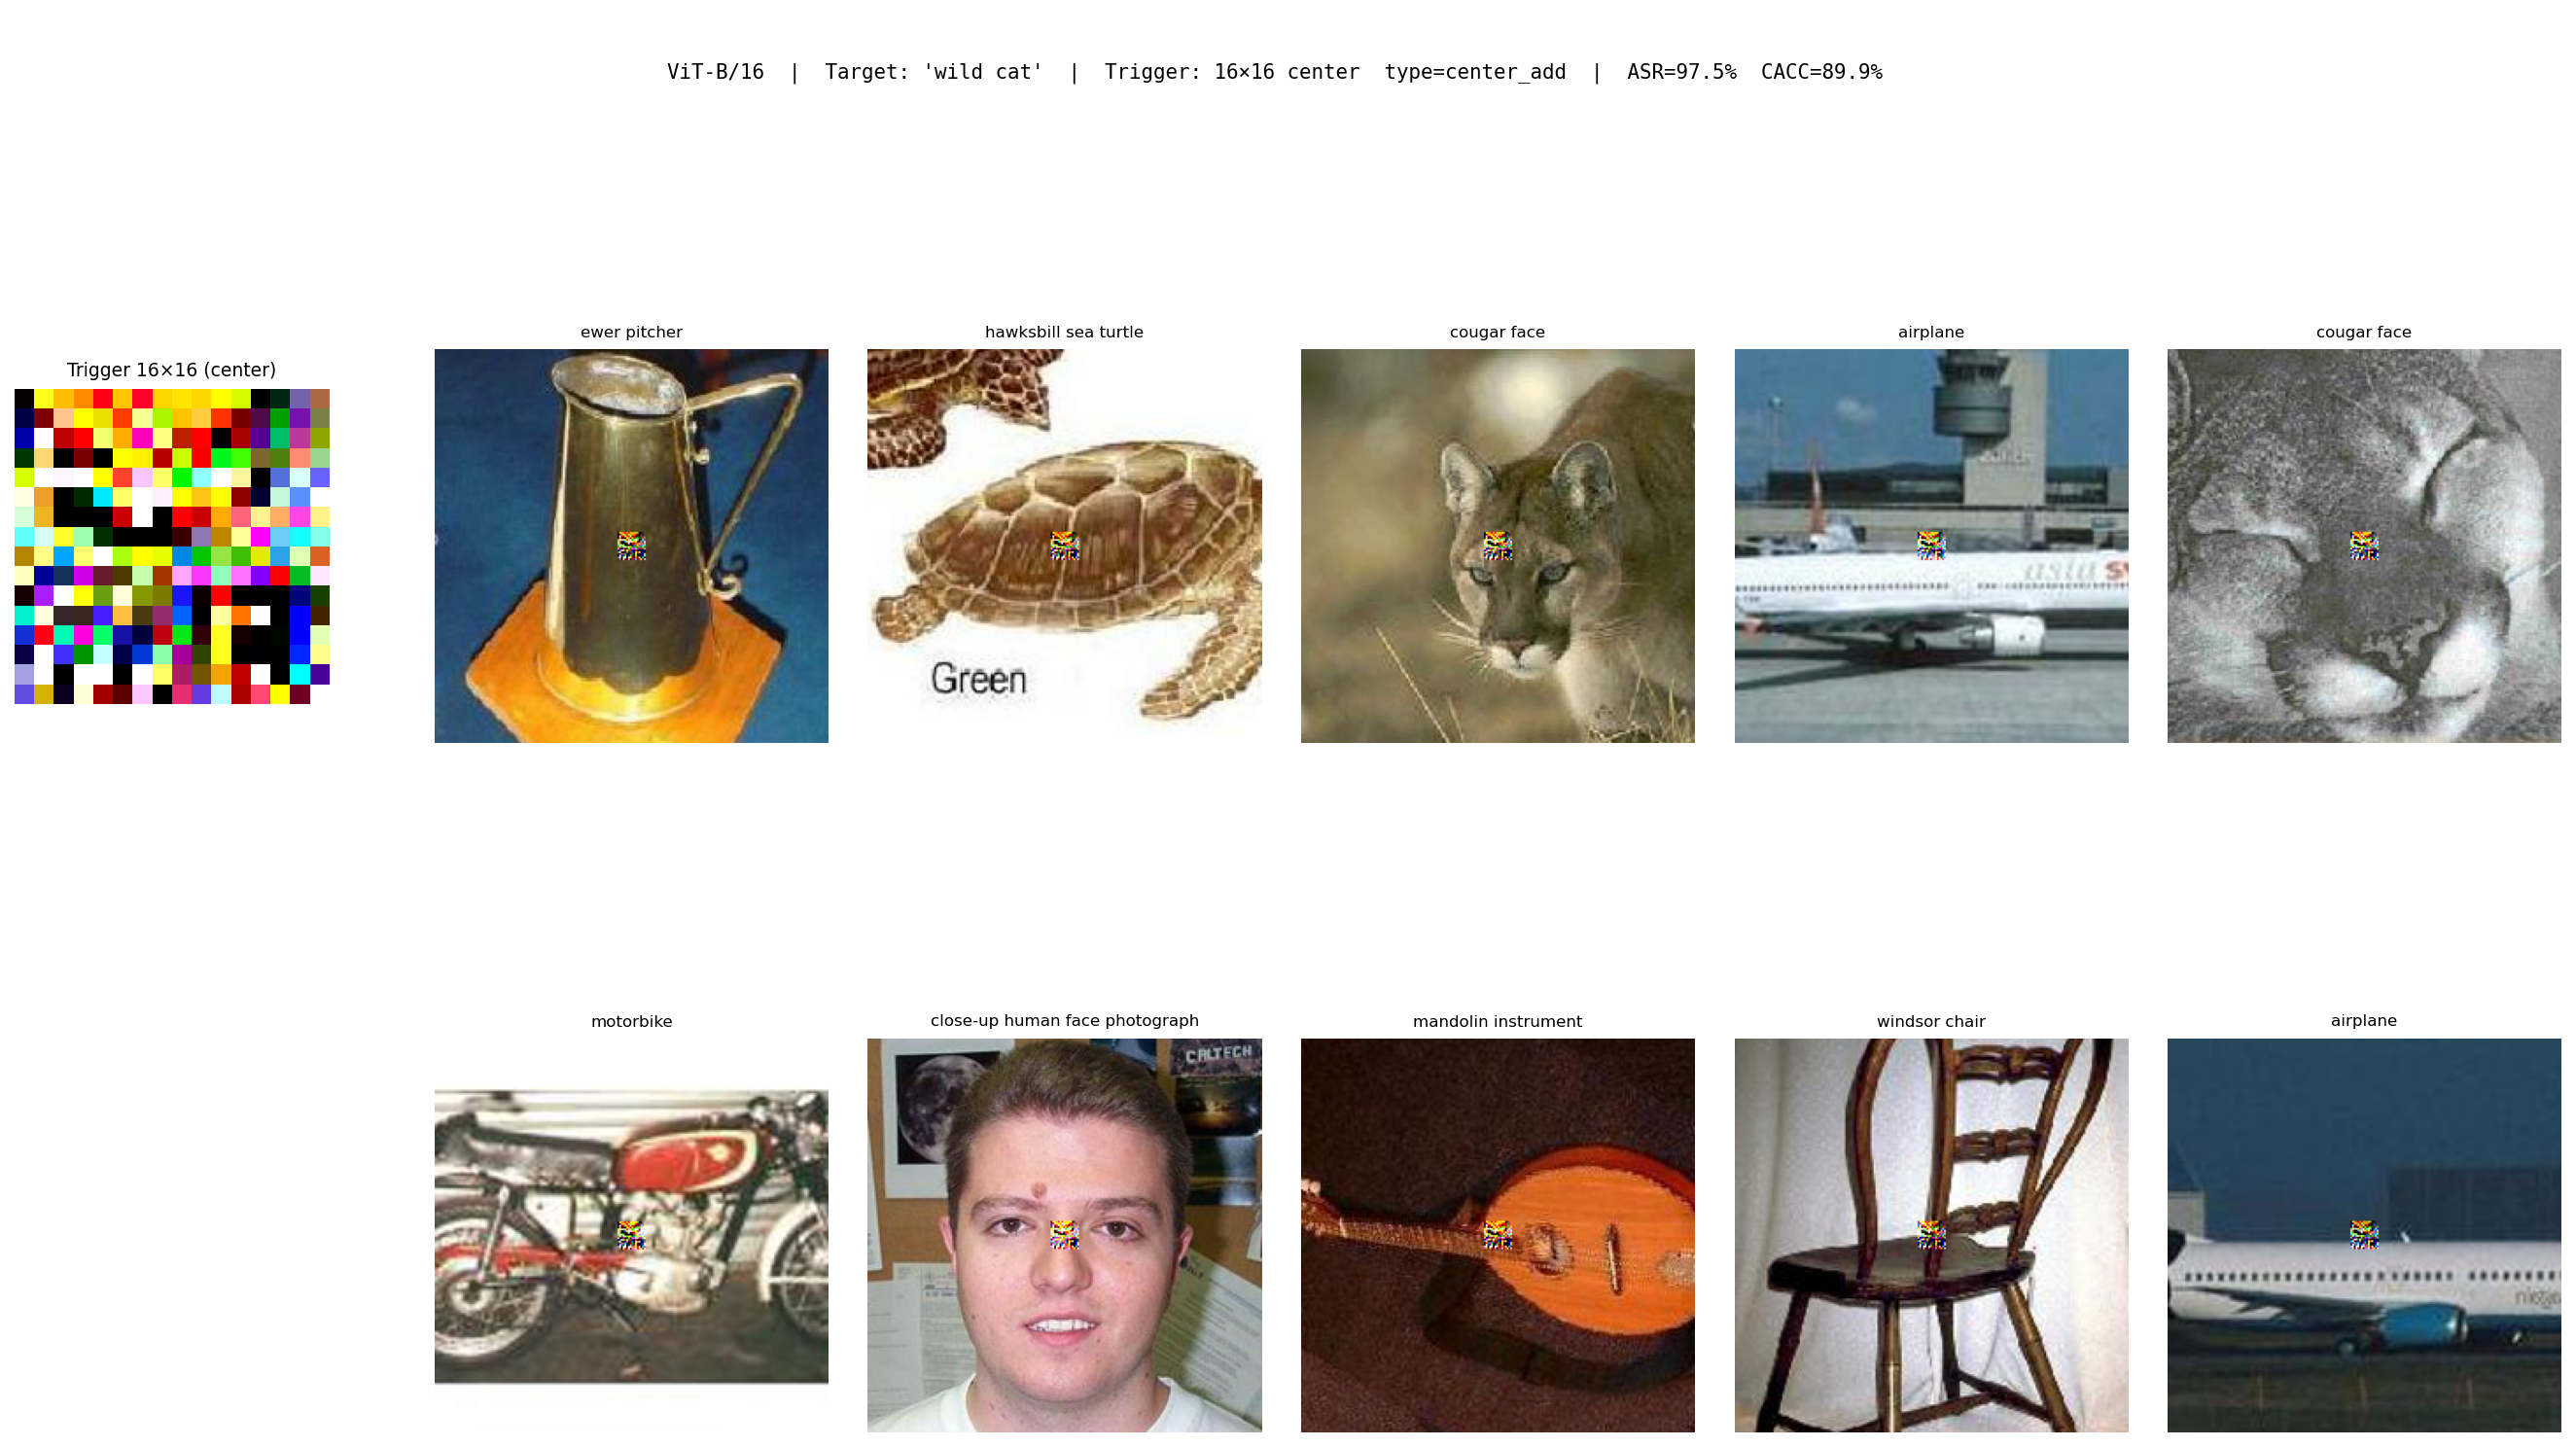 ViT-B/16 | Target: 'wild cat' | Trigger: 16×16 center type=center_add | ASR=97.5% CACC=89.9%
Trigger 16×16 (center)
ewer pitcher
hawksbill sea turtle
cougar face
airplane
cougar face
Green
asia
motorbike
close-up human face photograph
mandolin instrument
windsor chair
airplane
CALTECH